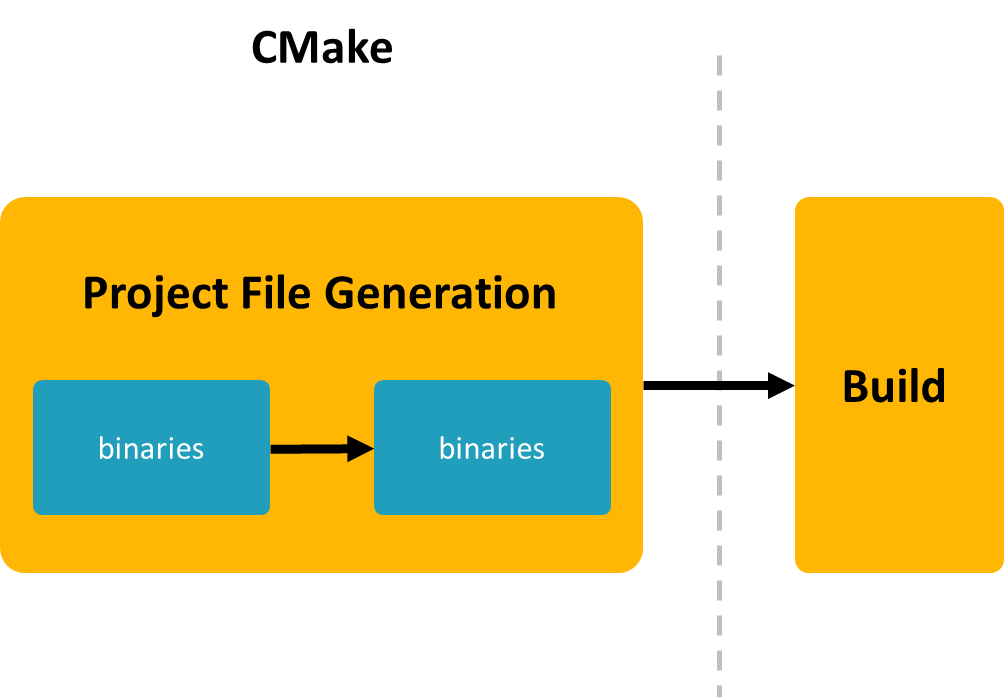 CMake
Project File Generation
binaries
binaries
Build